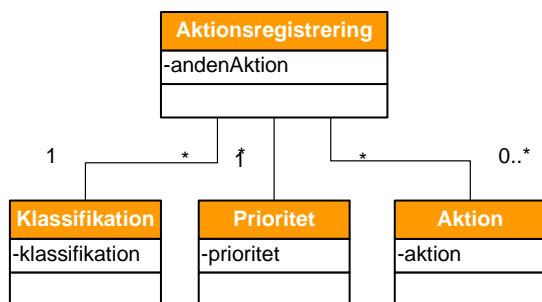 Aktionsregistrering
-andenAktion
1 * 1 * * 0..*
Klassifikation Prioritet Aktion
-klassifikation -prioritet -aktion